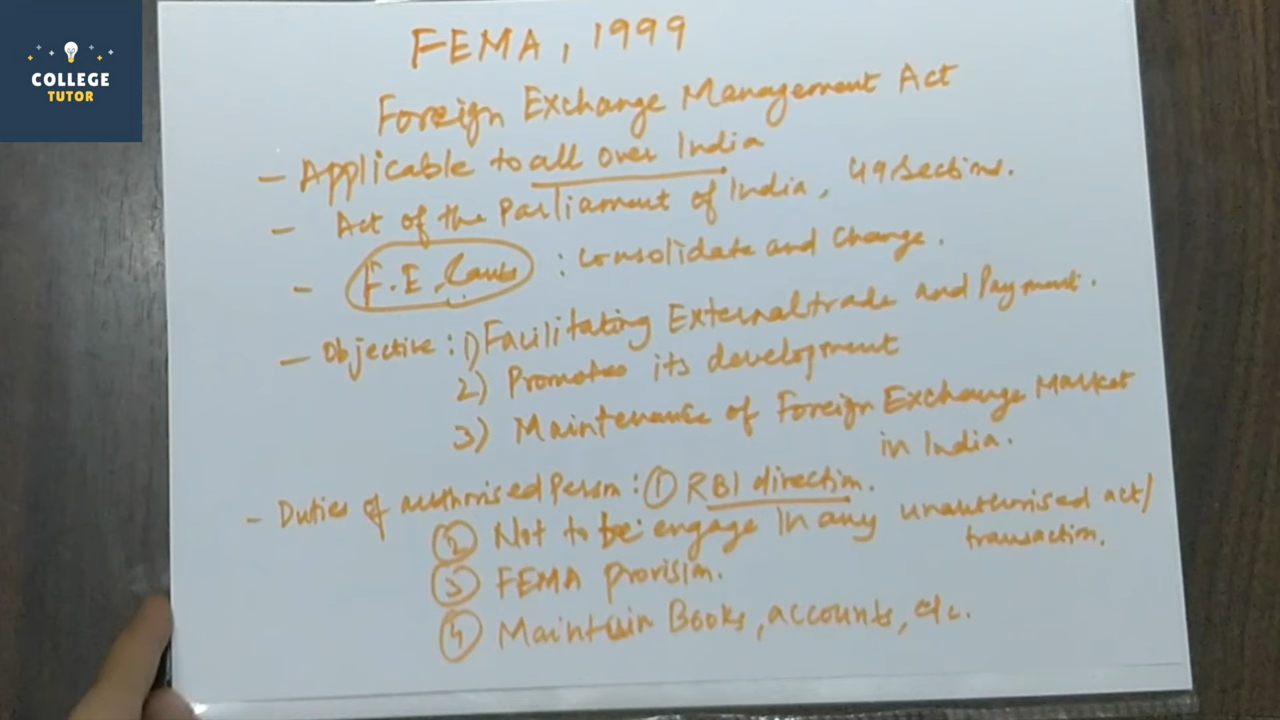 COLLEGE
TUTOR
FEMA, 1999
Foreign Exchange Management Act
- Applicable to all over India
- Act of the Parliament of India, 49 Sections.
- F.E. Laws : Consolidate and Change.
- Objective : 1) Facilitating External trade and Payment.
2) Promotes its development
3) Maintenance of Foreign Exchange Market
in India.
- Duties of authorised Person : ① RBI direction.
② Not to be engage in any unauthorised act/
transaction.
③ FEMA provision.
④ Maintain Books, accounts, etc.